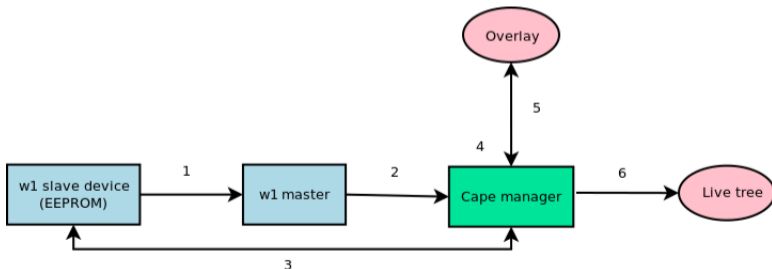 Overlay
5
4
1
2
6
w1 slave device
(EEPROM)
w1 master
Cape manager
Live tree
3